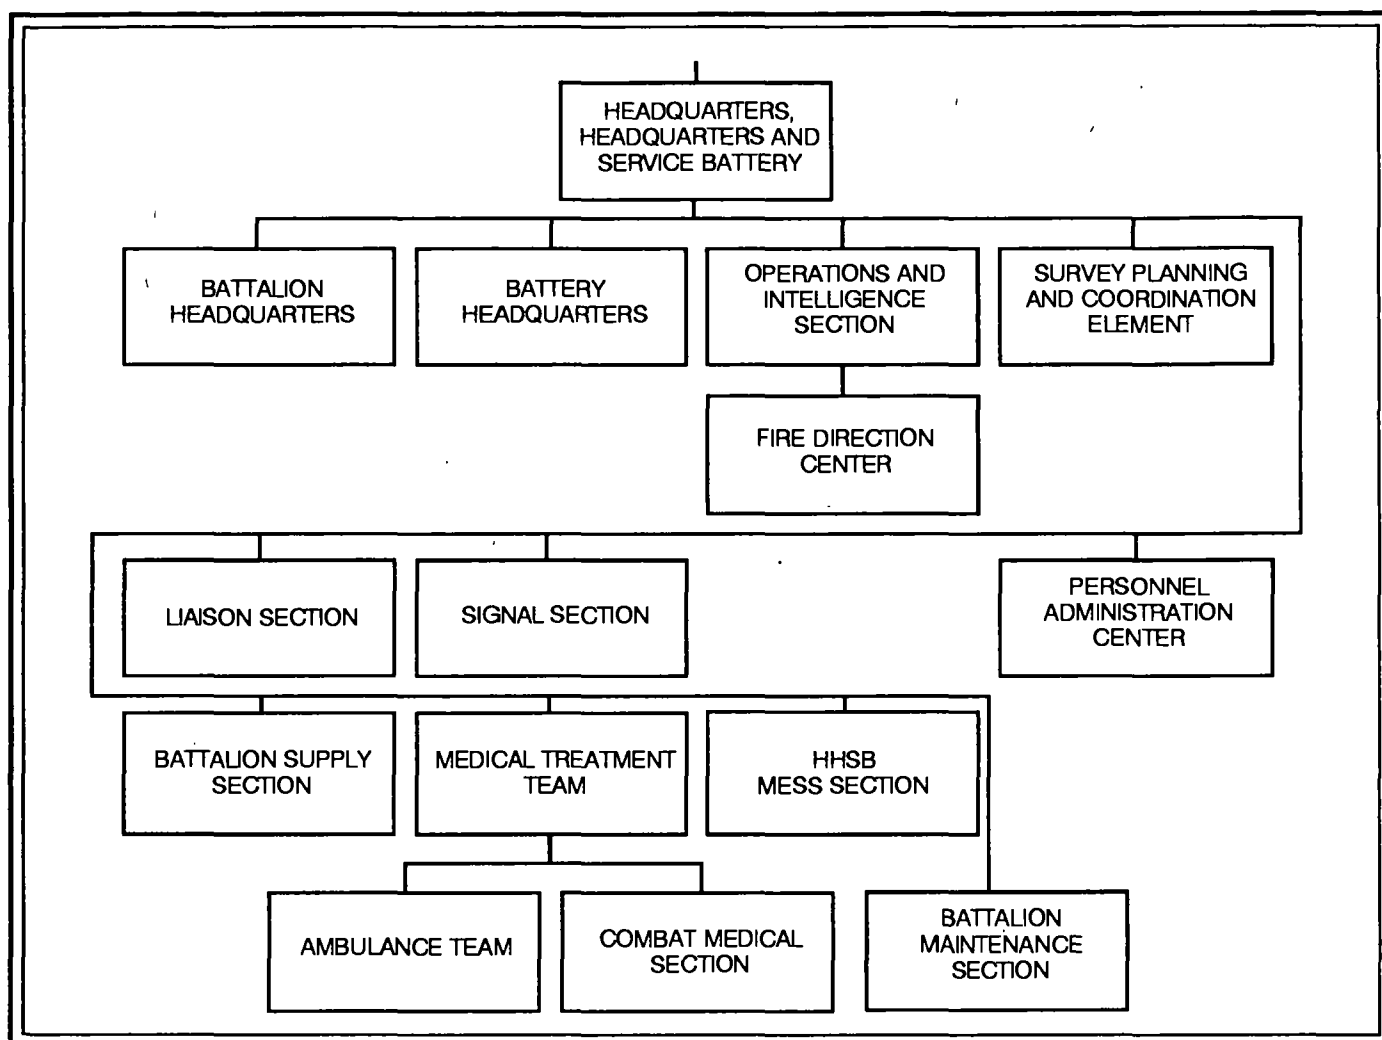 HEADQUARTERS,
HEADQUARTERS AND
SERVICE BATTERY
BATTALION
HEADQUARTERS
BATTERY
HEADQUARTERS
OPERATIONS AND
INTELLIGENCE
SECTION
SURVEY PLANNING
AND COORDINATION
ELEMENT
FIRE DIRECTION
CENTER
LIAISON SECTION
SIGNAL SECTION
PERSONNEL
ADMINISTRATION
CENTER
BATTALION SUPPLY
SECTION
MEDICAL TREATMENT
TEAM
HHSB
MESS SECTION
AMBULANCE TEAM
COMBAT MEDICAL
SECTION
BATTALION
MAINTENANCE
SECTION